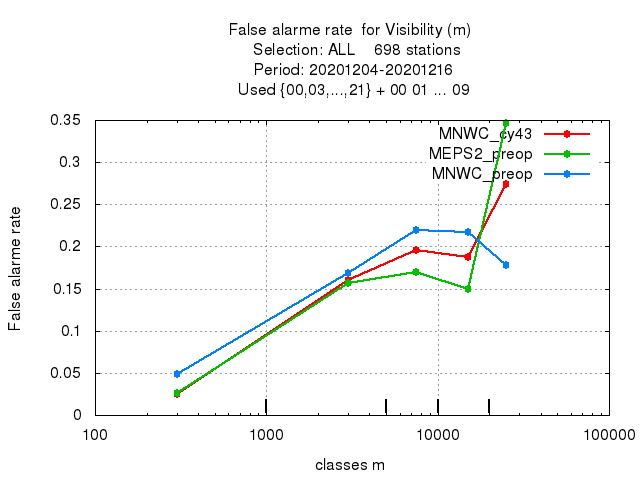 False alarme rate  for Visibility (m)
Selection: ALL    698 stations
Period: 20201204-20201216
Used {00,03,...,21} + 00 01 ... 09
MNWC_cy43
MEPS2_preop
MNWC_preop
False alarme rate
0.35
0.3
0.25
0.2
0.15
0.1
0.05
0
100
1000
10000
100000
classes m